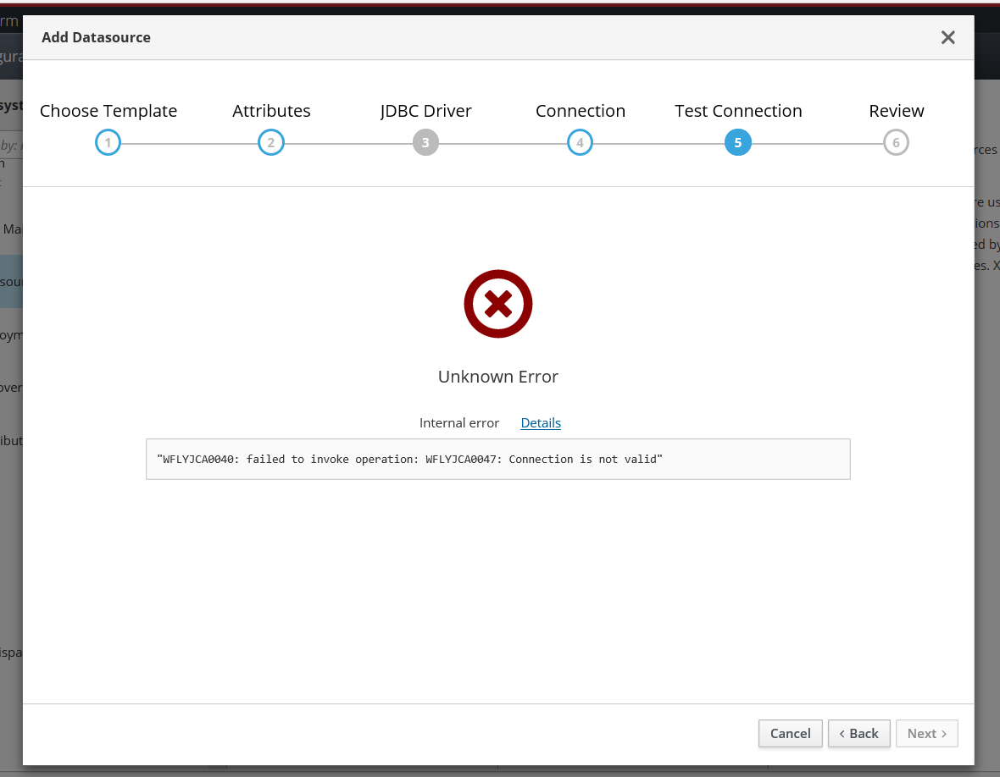 Add Datasource
Choose Template Attributes JDBC Driver Connection Test Connection Review
1 2 3 4 5 6
Unknown Error
Internal error Details
"WFLYJCA0040: failed to invoke operation: WFLYJCA0047: Connection is not valid"
Cancel < Back Next >